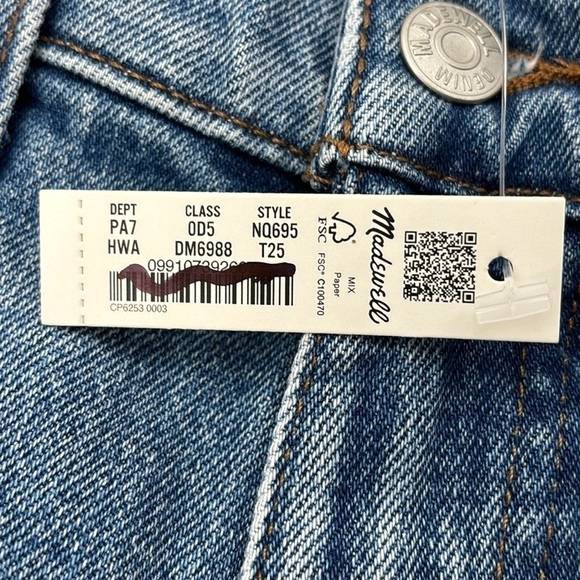 MADEWELL DENIM
DEPT CLASS STYLE
PA7 0D5 NQ695
HWA DM6988 T25
CP6253 0003
FSC
FSC® C100470
MIX
Paper
Madewell